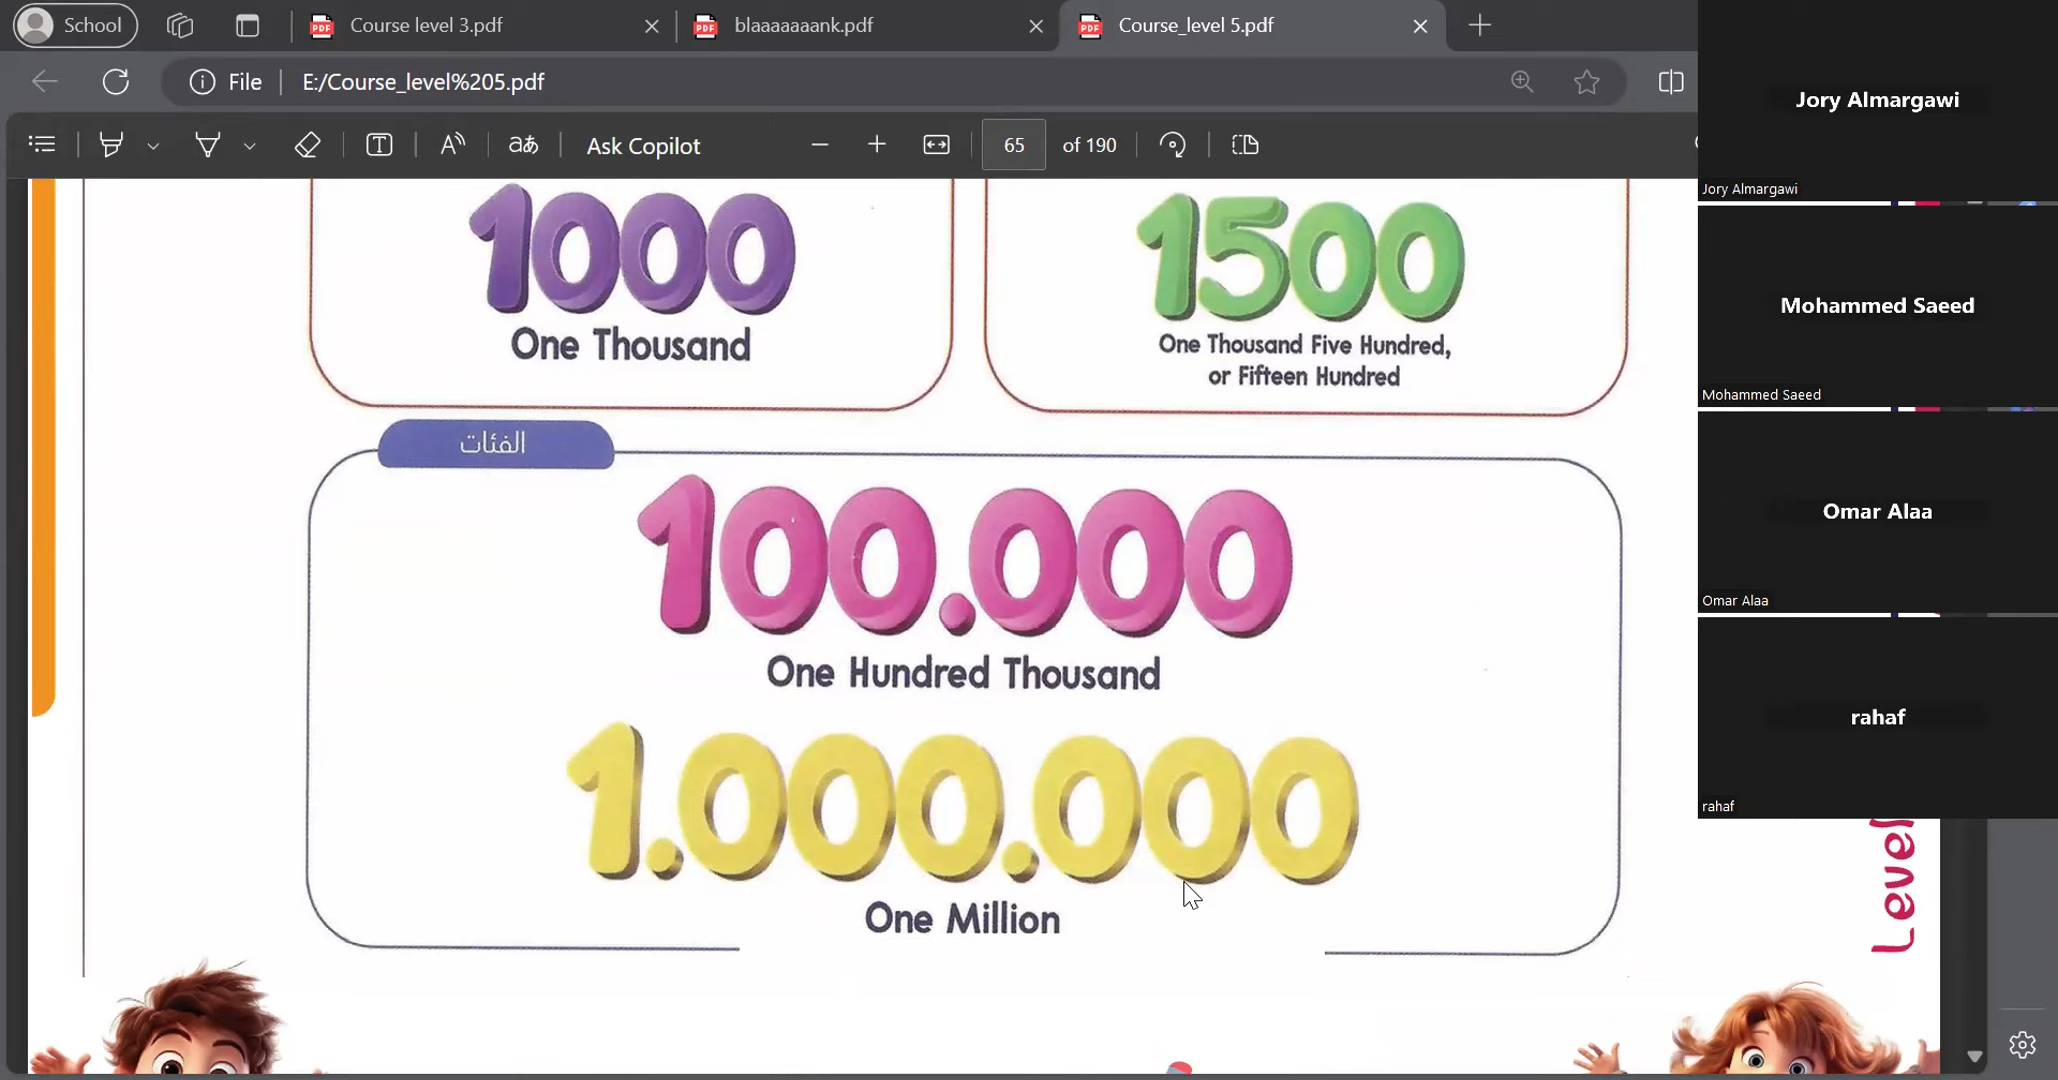 School
Course level 3.pdf
blaaaaaaank.pdf
Course_level 5.pdf
File
E:/Course_level%205.pdf
Ask Copilot
65 of 190
1000
One Thousand
1500
One Thousand Five Hundred,
or Fifteen Hundred
الفئات
100.000
One Hundred Thousand
1.000.000
One Million
Level
Jory Almargawi
Jory Almargawi
Mohammed Saeed
Mohammed Saeed
Omar Alaa
Omar Alaa
rahaf
rahaf